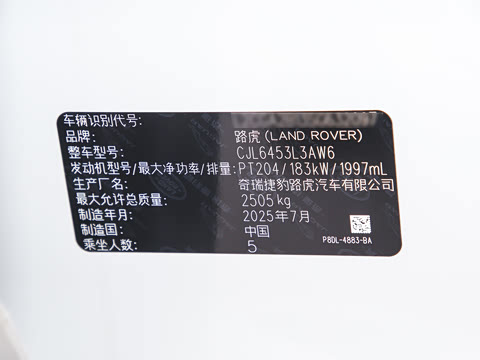 车辆识别代号:
品牌: 路虎(LAND ROVER)
整车型号: CJL6453L3AW6
发动机型号/最大净功率/排量: PT204/183kW/1997mL
生产厂名: 奇瑞捷豹路虎汽车有限公司
最大允许总质量: 2505kg
制造年月: 2025年7月
制造国: 中国
乘坐人数: 5
P8DL-4883-BA